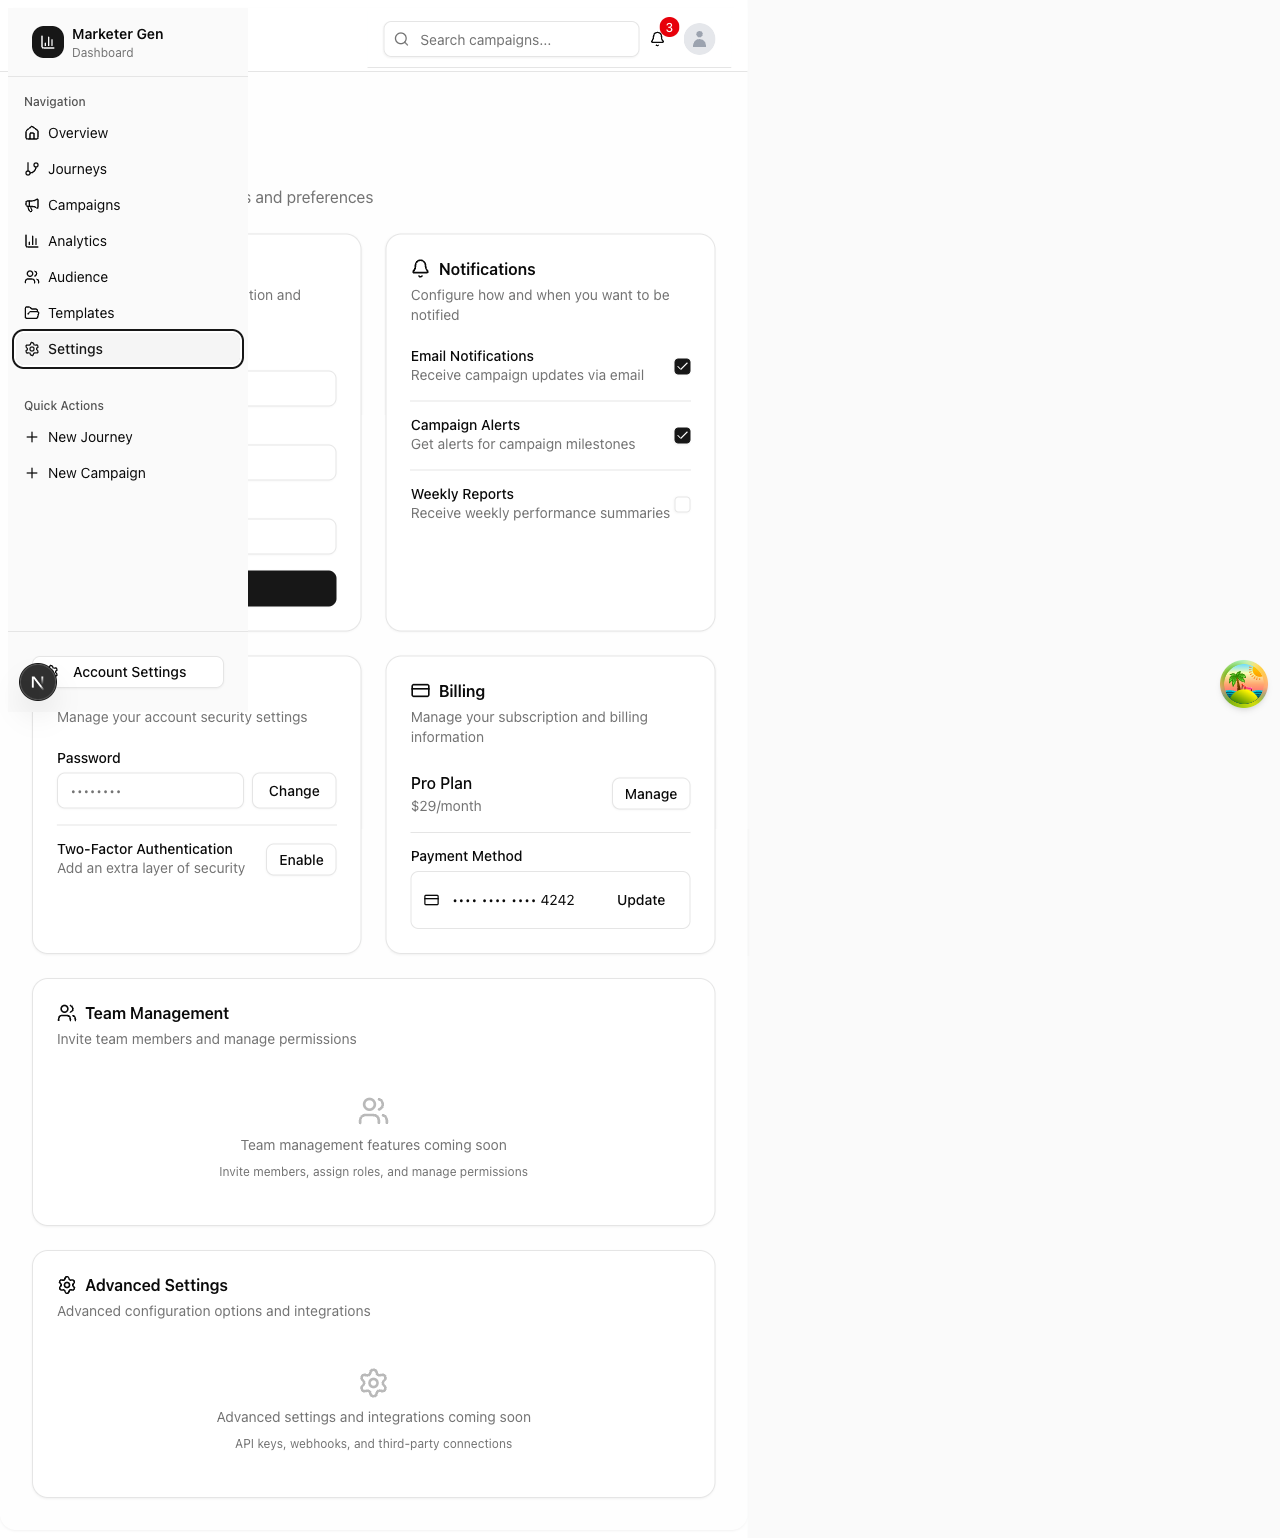 Marketer Gen
Dashboard
Search campaigns...
3
Navigation
Overview
Journeys
Campaigns
Analytics
Audience
Templates
Settings
Quick Actions
New Journey
New Campaign
Account Settings
N
and preferences
tion and
Notifications
Configure how and when you want to be
notified
Email Notifications
Receive campaign updates via email
Campaign Alerts
Get alerts for campaign milestones
Weekly Reports
Receive weekly performance summaries
Manage your account security settings
Password
••••••••
Change
Two-Factor Authentication
Add an extra layer of security
Enable
Billing
Manage your subscription and billing
information
Pro Plan
$29/month
Manage
Payment Method
•••• •••• •••• 4242
Update
Team Management
Invite team members and manage permissions
Team management features coming soon
Invite members, assign roles, and manage permissions
Advanced Settings
Advanced configuration options and integrations
Advanced settings and integrations coming soon
API keys, webhooks, and third-party connections